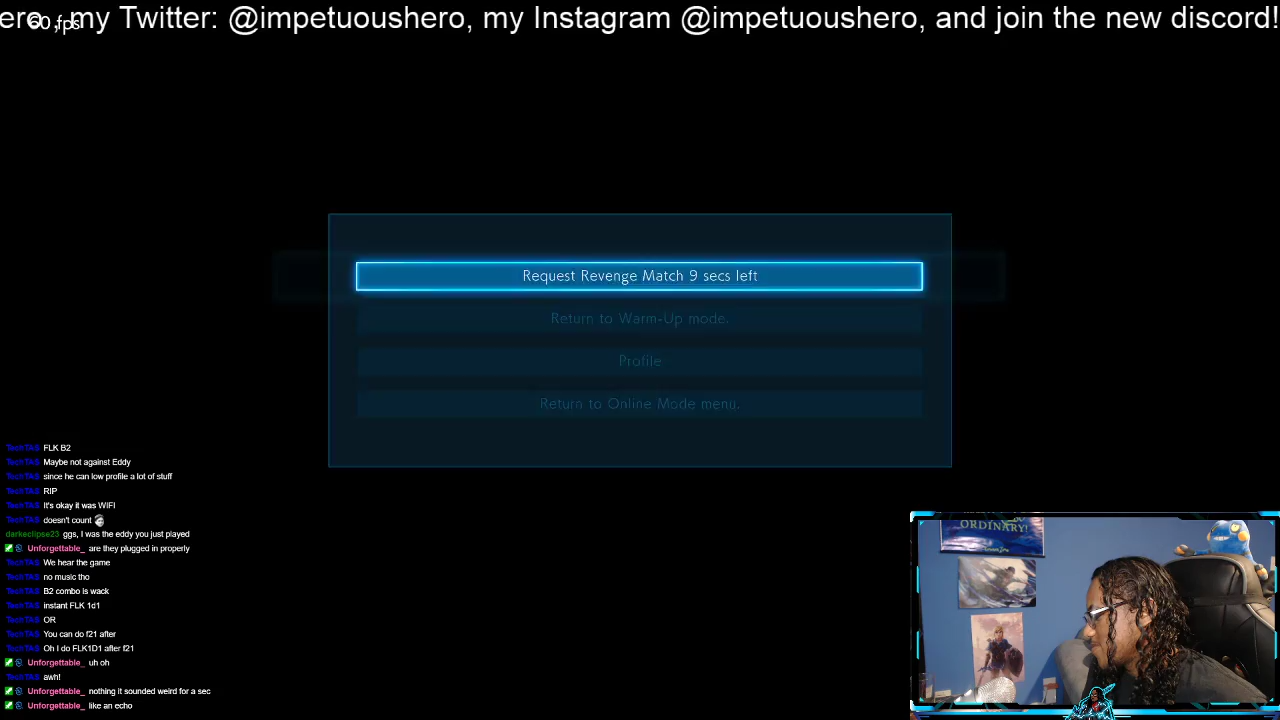 ero, my Twitter: @impetuoushero, my Instagram @impetuoushero, and join the new discord!
60 fps
Request Revenge Match 9 secs left
Return to Warm-Up mode.
Profile
Return to Online Mode menu.
TechTAS FLK B2
TechTAS Maybe not against Eddy
TechTAS since he can low profile a lot of stuff
TechTAS RIP
TechTAS It's okay it was WIFI
TechTAS doesn't count
darkeclipse23 ggs, I was the eddy you just played
Unforgettable_ are they plugged in properly
TechTAS We hear the game
TechTAS no music tho
TechTAS B2 combo is wack
TechTAS instant FLK 1d1
TechTAS OR
TechTAS You can do f21 after
TechTAS Oh I do FLK1D1 after f21
Unforgettable_ uh oh
TechTAS awh!
Unforgettable_ nothing it sounded weird for a sec
Unforgettable_ like an echo
ORDINARY!